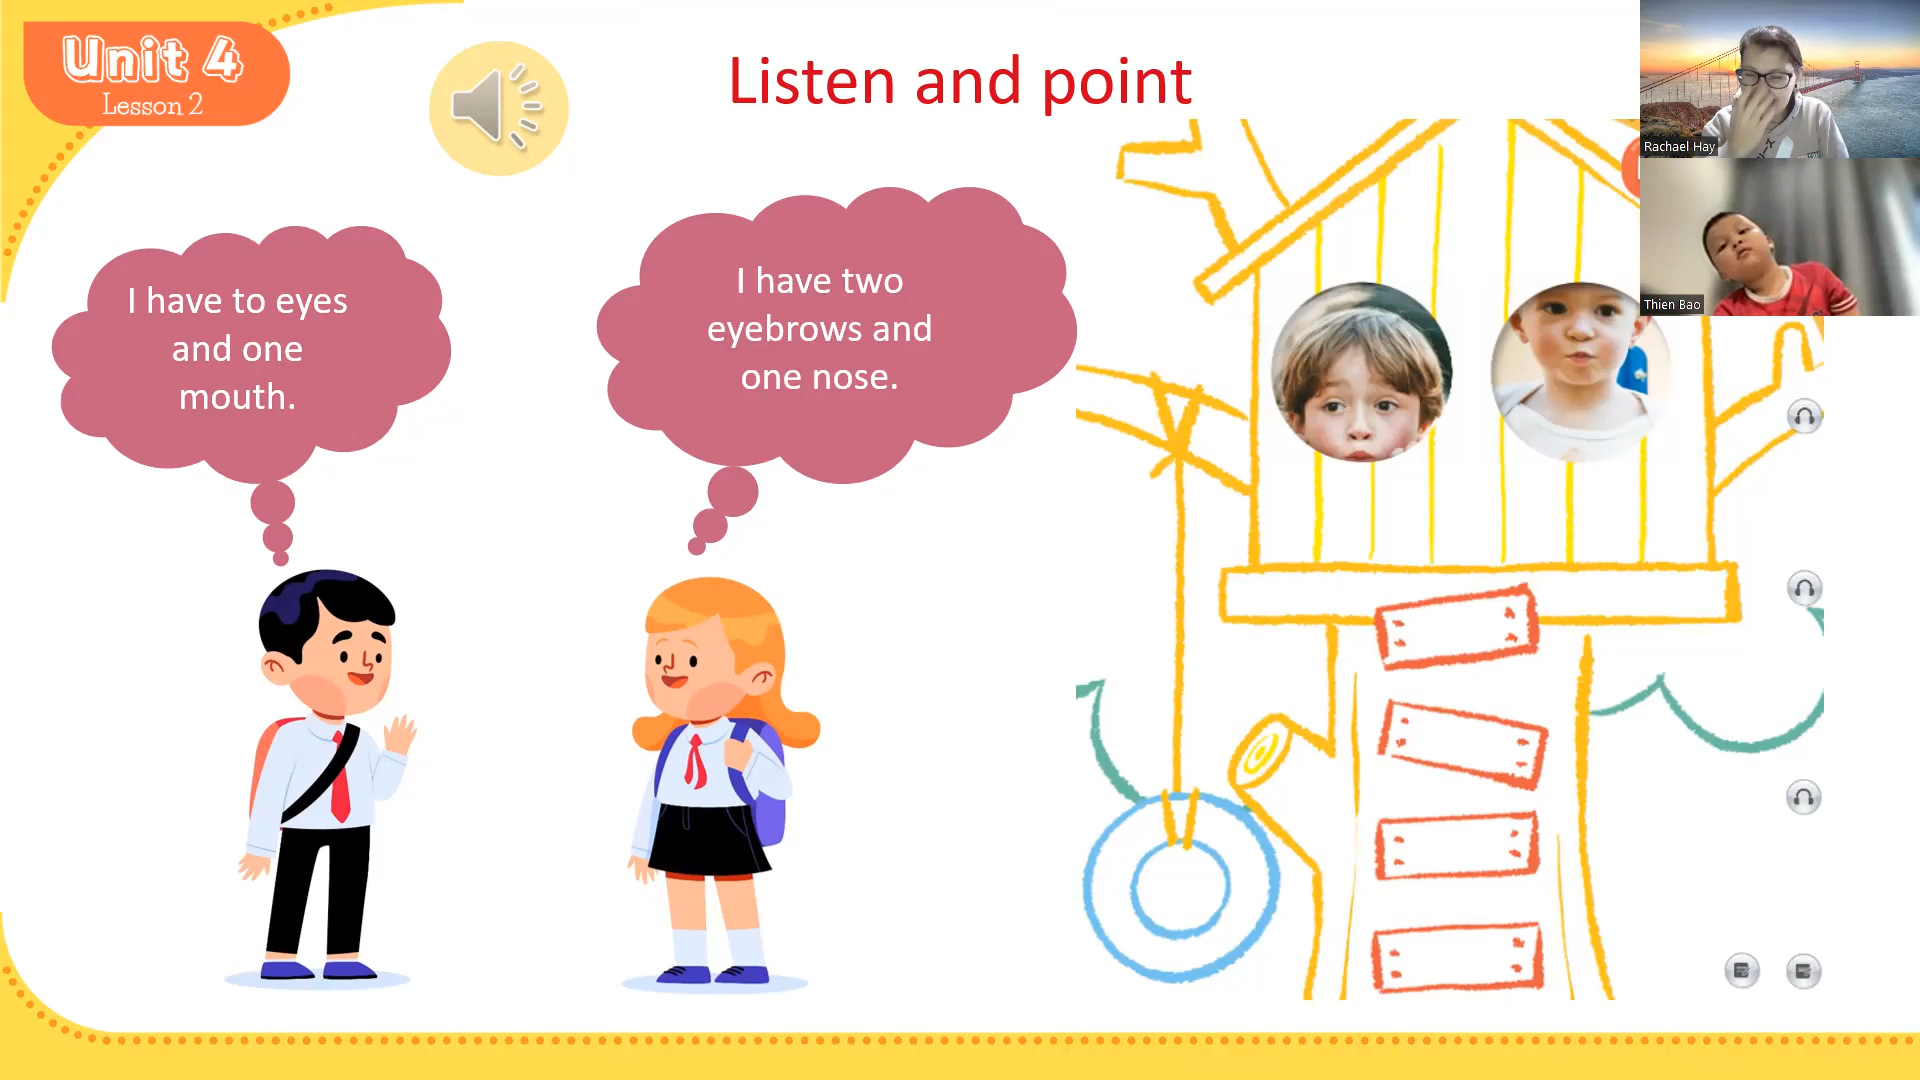 Unit 4
Lesson 2
Listen and point
I have to eyes
and one
mouth.
I have two
eyebrows and
one nose.
Rachael Hay
Thien Bao